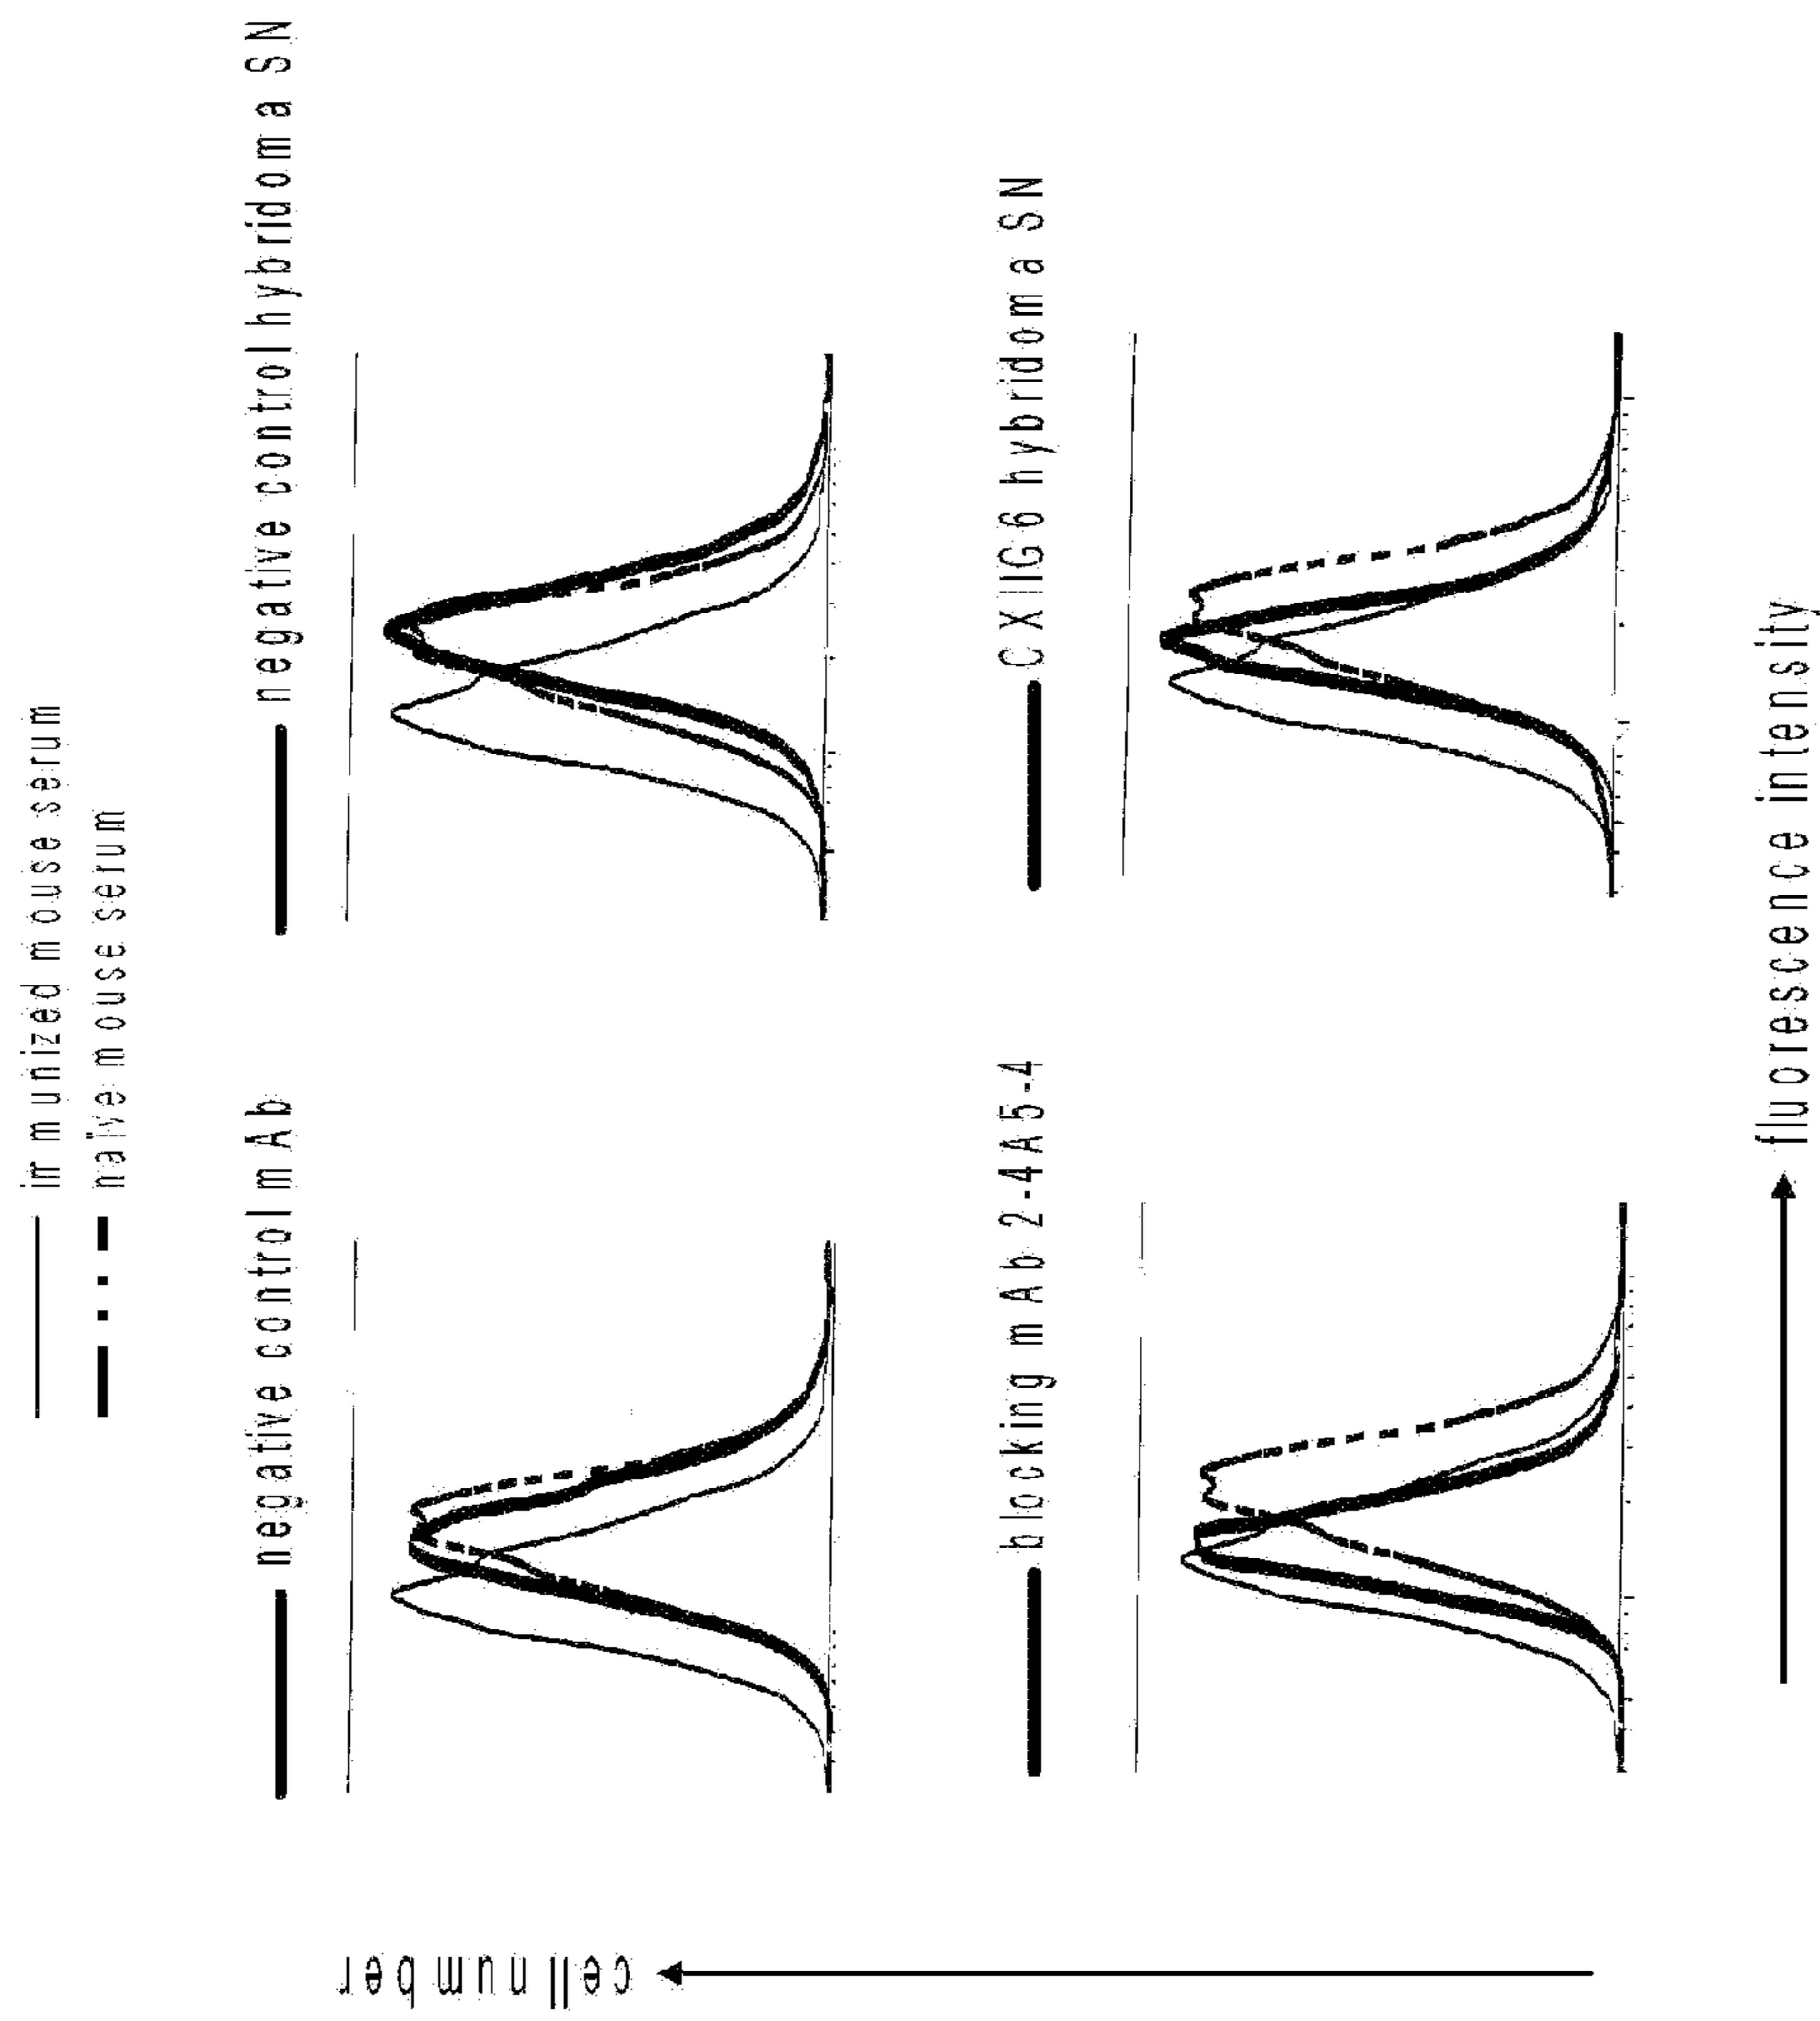 immunized mouse serum
naïve mouse serum
negative control mAb
negative control hybridoma SN
blocking mAb 2-4A5-4
CXIIG6 hybridoma SN
cell number
fluorescence intensity